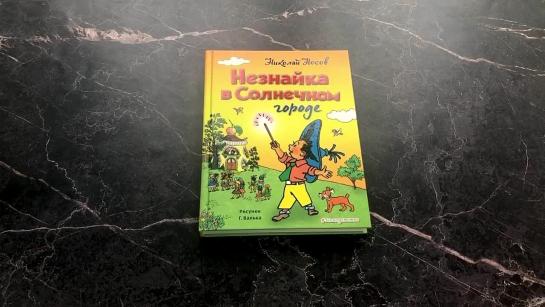 Николай Носов
Незнайка
в Солнечном
городе
Рисунки
Г. Валька